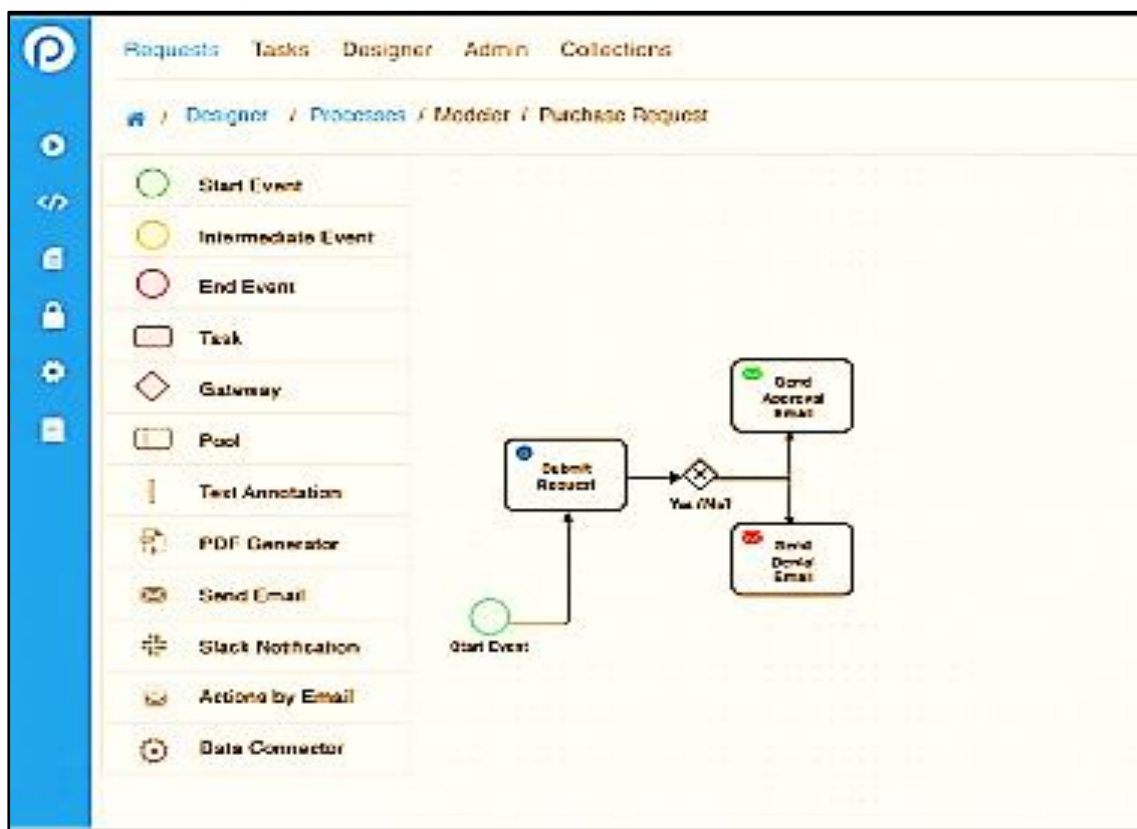 Requests Tasks Designer Admin Collections
/ Designer / Processes / Modeler / Purchase Request
Start Event
Intermediate Event
End Event
Task
Gateway
Pool
Text Annotation
PDF Generator
Send Email
Slack Notification
Actions by Email
Data Connector
Send
Approval
Email
Submit
Request
Yes / No?
Send
Denial
Email
Start Event